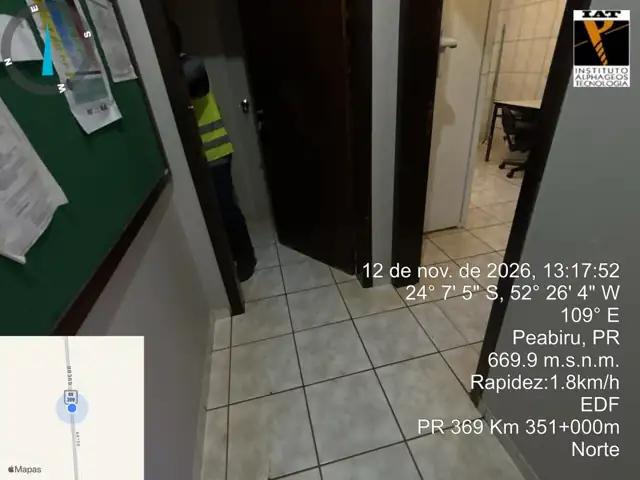 N
E
S
W
IAT
INSTITUTO
ALPHAGEOS
TECNOLOGIA
12 de nov. de 2026, 13:17:52
24° 7' 5" S, 52° 26' 4" W
109° E
Peabiru, PR
669.9 m.s.n.m.
Rapidez:1.8km/h
EDF
PR 369 Km 351+000m
Norte
Mapas